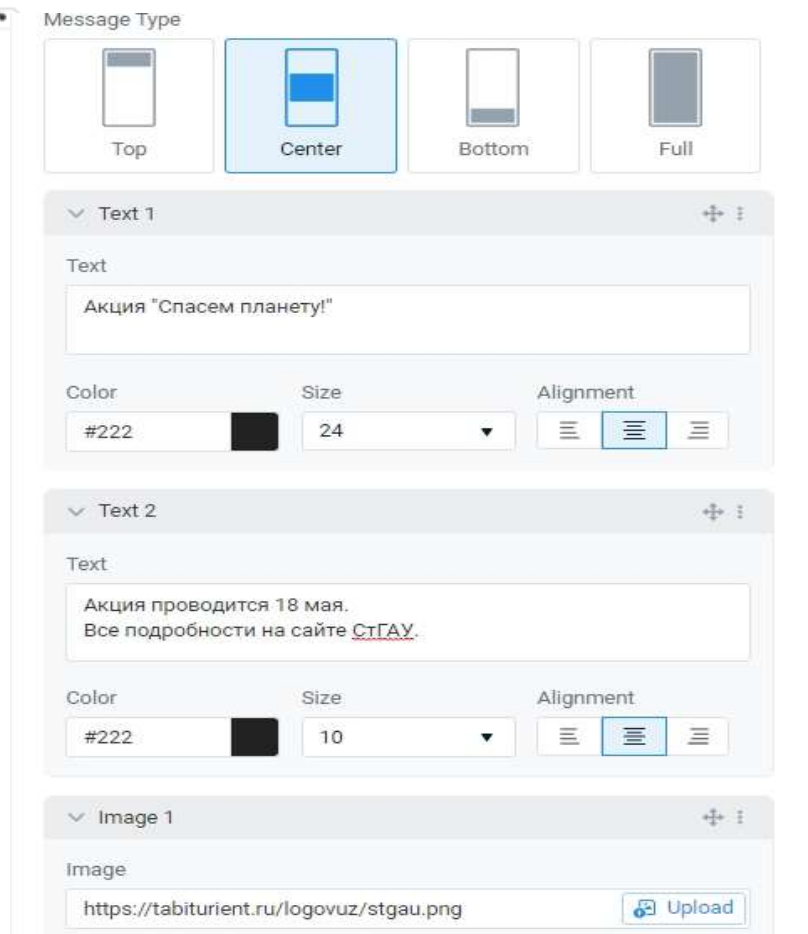 Message Type
Top Center Bottom Full
Text 1
Text
Акция "Спасем планету!"
Color Size Alignment
#222 24
Text 2
Text
Акция проводится 18 мая.
Все подробности на сайте СтГАУ.
Color Size Alignment
#222 10
Image 1
Image
https://tabiturient.ru/logovuz/stgau.png Upload